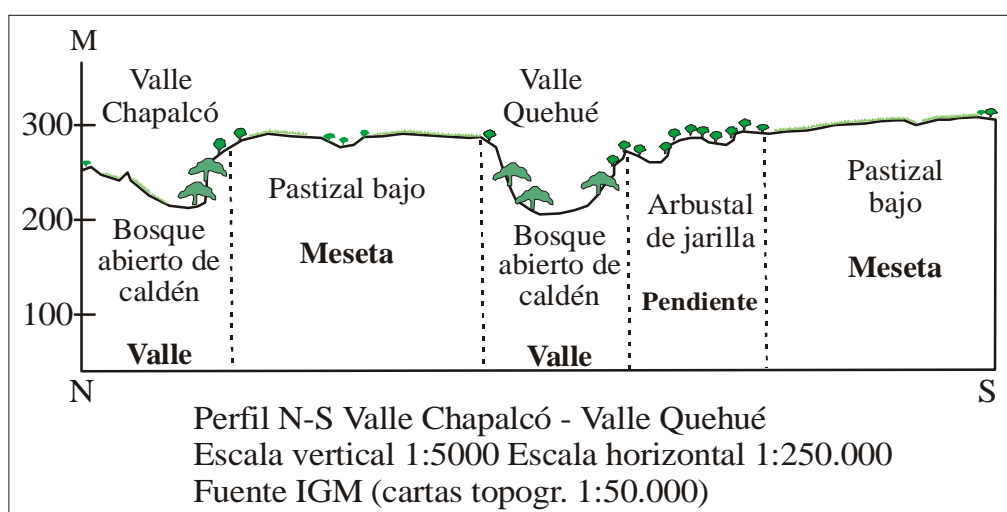 M
Valle
Chapalcó
Valle
Quehué
300
200
100
Pastizal bajo
Meseta
Bosque
abierto de
caldén
Valle
Bosque
abierto de
caldén
Valle
Arbustal
de jarilla
Pendiente
Pastizal
bajo
Meseta
N
S
Perfil N-S Valle Chapalcó - Valle Quehué
Escala vertical 1:5000 Escala horizontal 1:250.000
Fuente IGM (cartas topogr. 1:50.000)